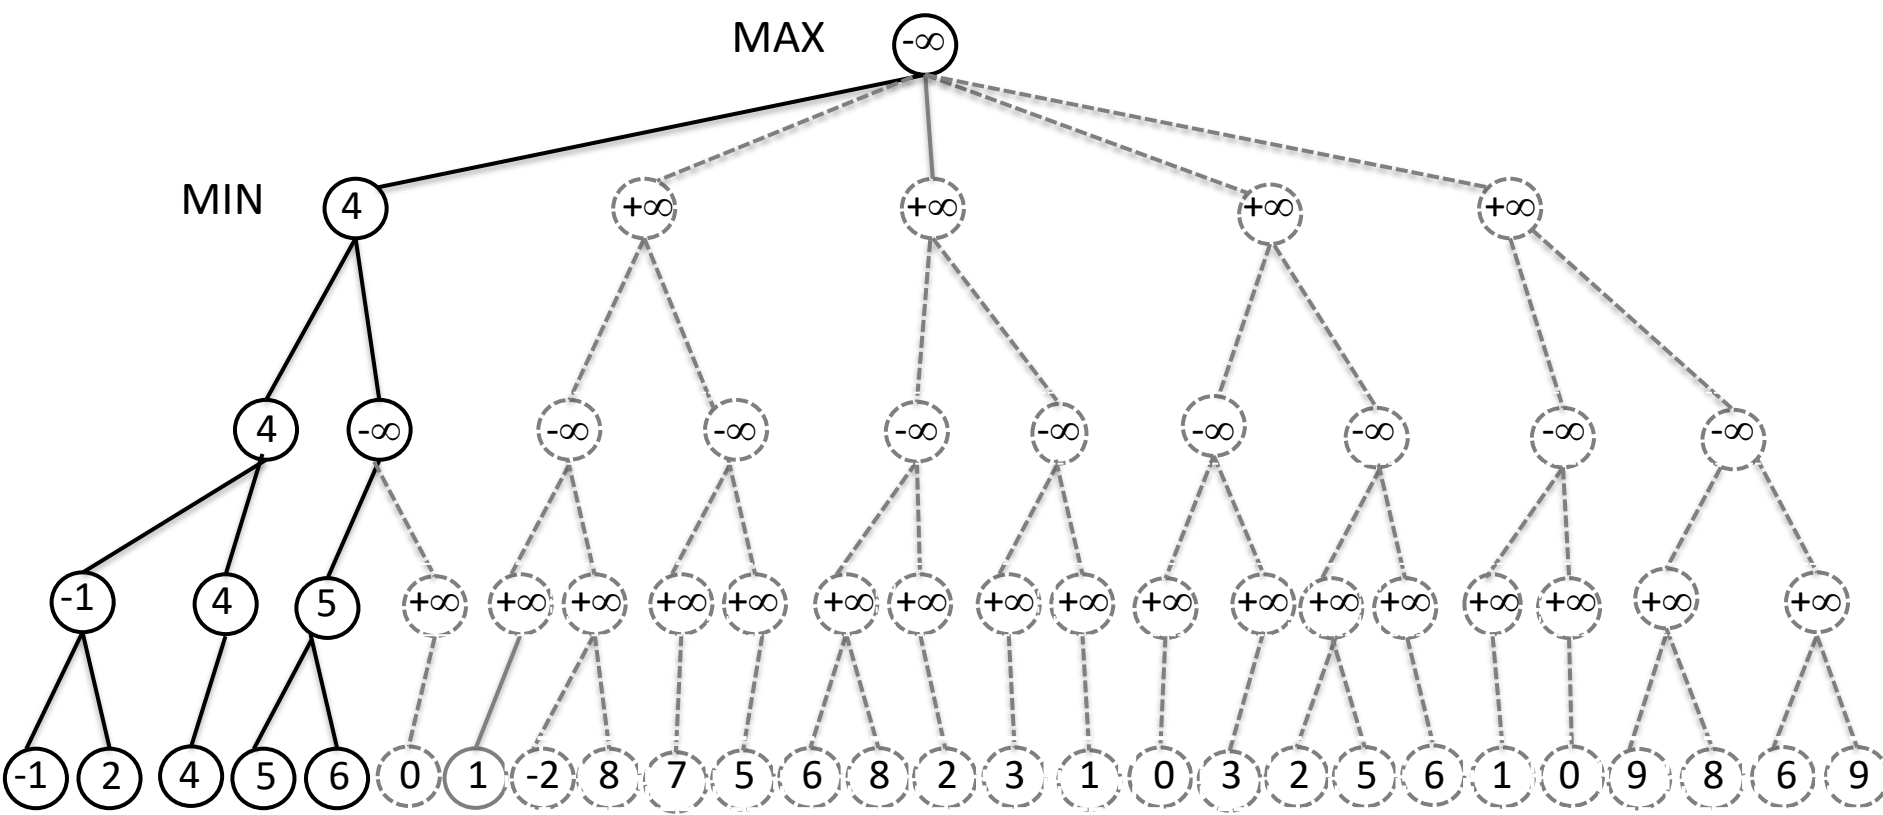 MAX -∞
MIN 4 +∞ +∞ +∞ +∞
4 -∞ -∞ -∞ -∞ -∞ -∞ -∞ -∞ -∞
-1 4 5 +∞ +∞ +∞ +∞ +∞ +∞ +∞ +∞ +∞ +∞ +∞ +∞ +∞ +∞ +∞ +∞ +∞
-1 2 4 5 6 0 1 -2 8 7 5 6 8 2 3 1 0 3 2 5 6 1 0 9 8 6 9